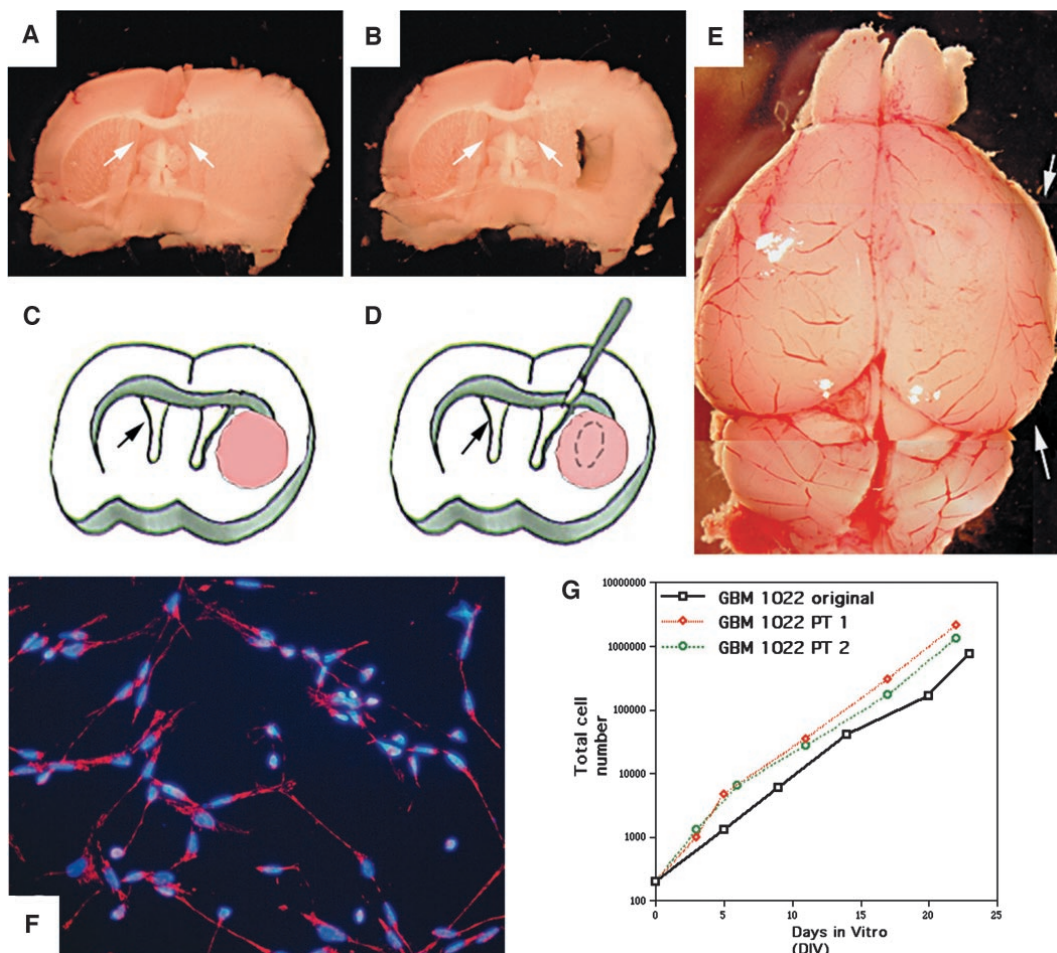 A
B
E
C
D
F
G
10000000
1000000
100000
10000
1000
100
Total cell
number
GBM 1022 original
GBM 1022 PT 1
GBM 1022 PT 2
0
5
10
15
20
25
Days in Vitro
(DIV)